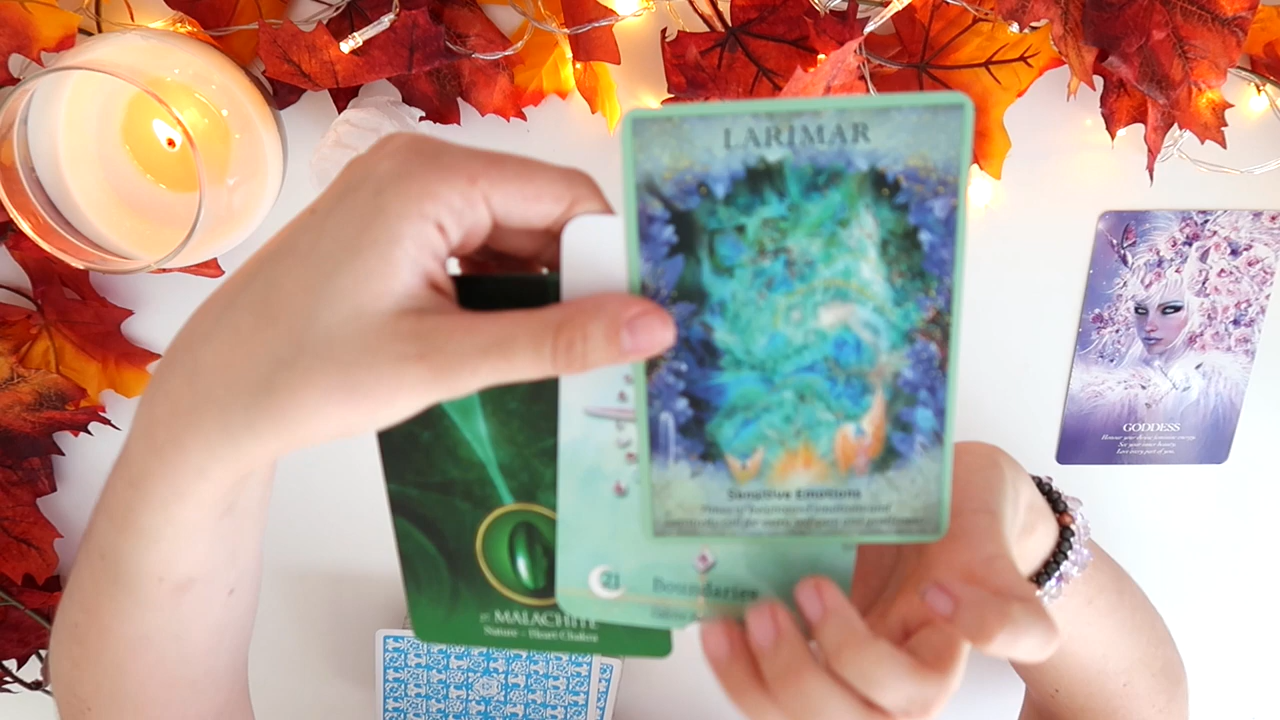 LARIMAR
Sensitive Emotions
21
Boundaries
MALACHITE
Nature - Heart Chakra
GODDESS
Honour your divine feminine energy.
See your inner beauty.
Love every part of you.